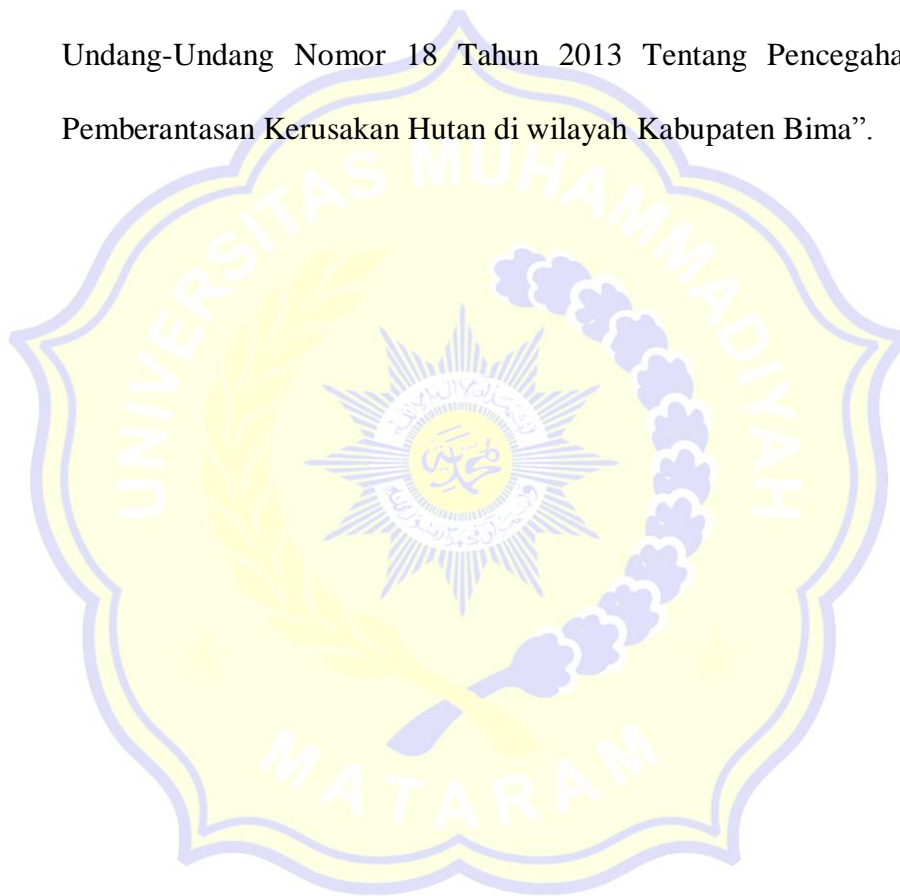 Undang-Undang Nomor 18 Tahun 2013 Tentang Pencegaha
Pemberantasan Kerusakan Hutan di wilayah Kabupaten Bima”.
UNIVERSITAS MUHAMMADIYAH
MATARAM